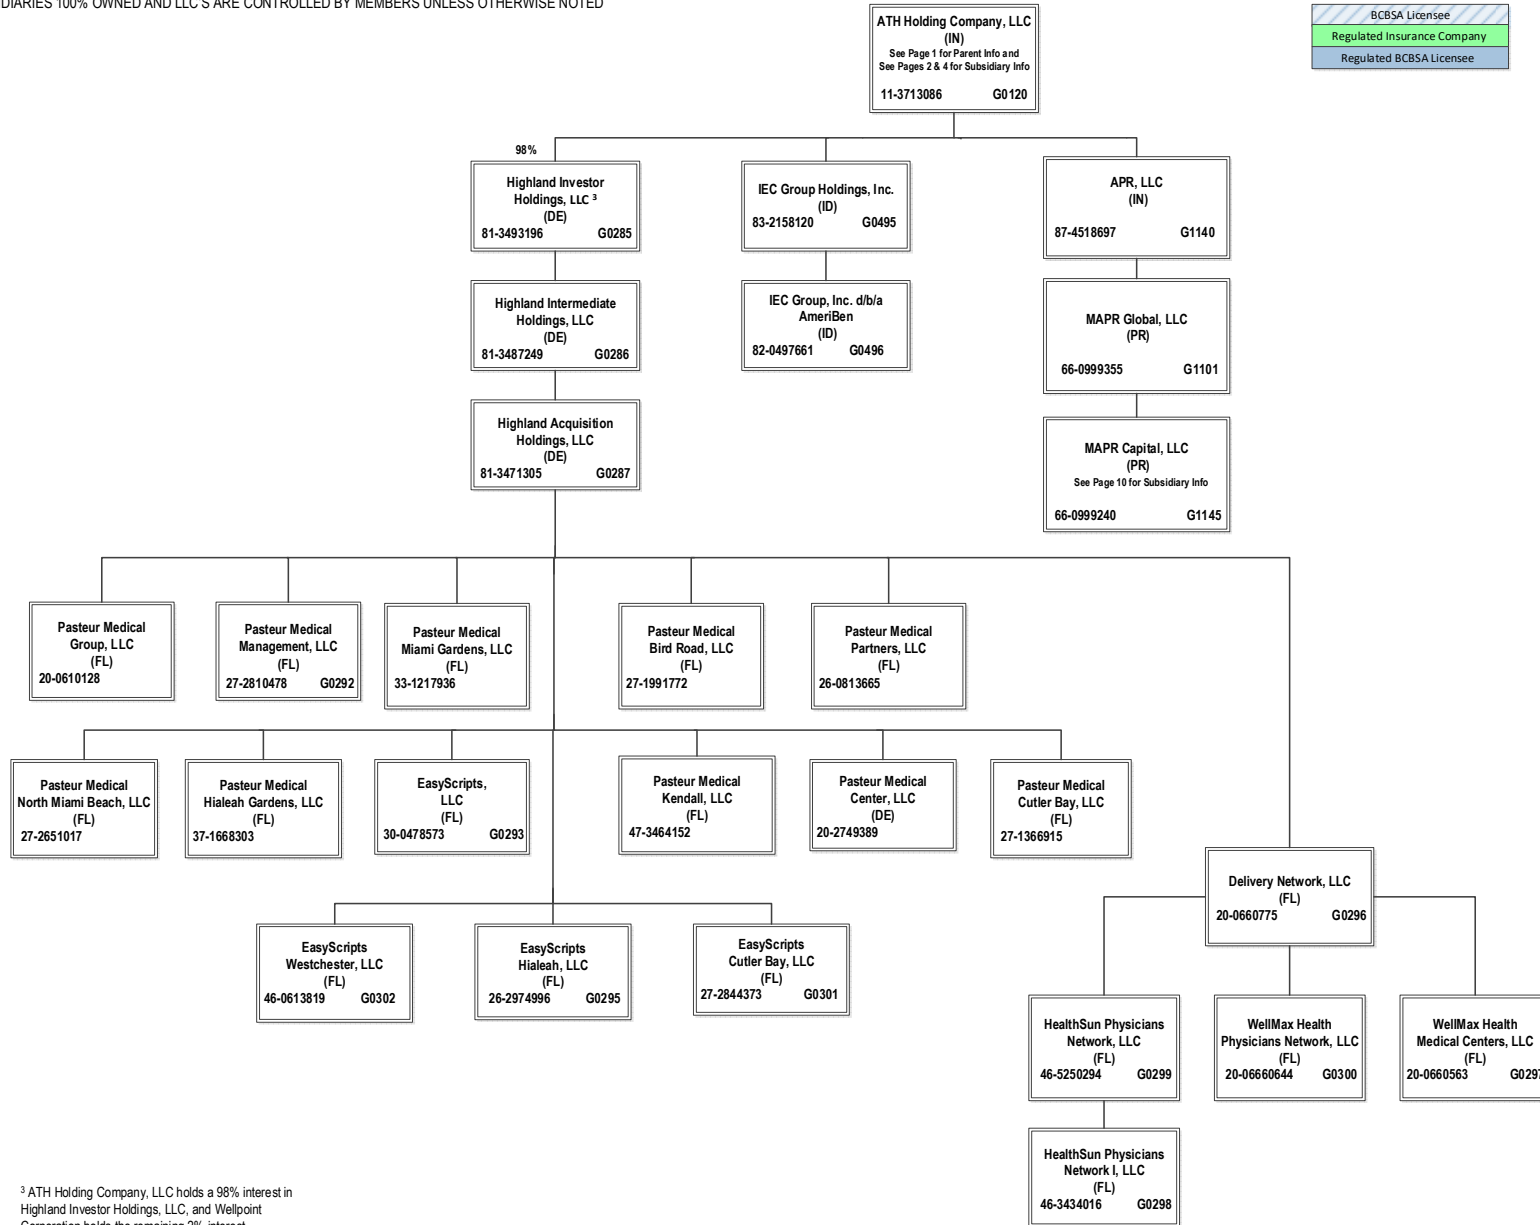 DIARIES 100% OWNED AND LLC'S ARE CONTROLLED BY MEMBERS UNLESS OTHERWISE NOTED
BCBSA Licensee
Regulated Insurance Company
Regulated BCBSA Licensee
ATH Holding Company, LLC
(IN)
See Page 1 for Parent Info and
See Pages 2 & 4 for Subsidiary Info
11-3713086 G0120
98%
Highland Investor
Holdings, LLC ³
(DE)
81-3493196 G0285
IEC Group Holdings, Inc.
(ID)
83-2158120 G0495
APR, LLC
(IN)
87-4518697 G1140
Highland Intermediate
Holdings, LLC
(DE)
81-3487249 G0286
IEC Group, Inc. d/b/a
AmeriBen
(ID)
82-0497661 G0496
MAPR Global, LLC
(PR)
66-0999355 G1101
Highland Acquisition
Holdings, LLC
(DE)
81-3471305 G0287
MAPR Capital, LLC
(PR)
See Page 10 for Subsidiary Info
66-0999240 G1145
Pasteur Medical
Group, LLC
(FL)
20-0610128
Pasteur Medical
Management, LLC
(FL)
27-2810478 G0292
Pasteur Medical
Miami Gardens, LLC
(FL)
33-1217936
Pasteur Medical
Bird Road, LLC
(FL)
27-1991772
Pasteur Medical
Partners, LLC
(FL)
26-0813665
Pasteur Medical
North Miami Beach, LLC
(FL)
27-2651017
Pasteur Medical
Hialeah Gardens, LLC
(FL)
37-1668303
EasyScripts,
LLC
(FL)
30-0478573 G0293
Pasteur Medical
Kendall, LLC
(FL)
47-3464152
Pasteur Medical
Center, LLC
(DE)
20-2749389
Pasteur Medical
Cutler Bay, LLC
(FL)
27-1366915
Delivery Network, LLC
(FL)
20-0660775 G0296
EasyScripts
Westchester, LLC
(FL)
46-0613819 G0302
EasyScripts
Hialeah, LLC
(FL)
26-2974996 G0295
EasyScripts
Cutler Bay, LLC
(FL)
27-2844373 G0301
HealthSun Physicians
Network, LLC
(FL)
46-5250294 G0299
WellMax Health
Physicians Network, LLC
(FL)
20-06660644 G0300
WellMax Health
Medical Centers, LLC
(FL)
20-0660563 G0297
HealthSun Physicians
Network I, LLC
(FL)
46-3434016 G0298
³ ATH Holding Company, LLC holds a 98% interest in
Highland Investor Holdings, LLC, and Wellpoint
Corporation holds the remaining 2% interest